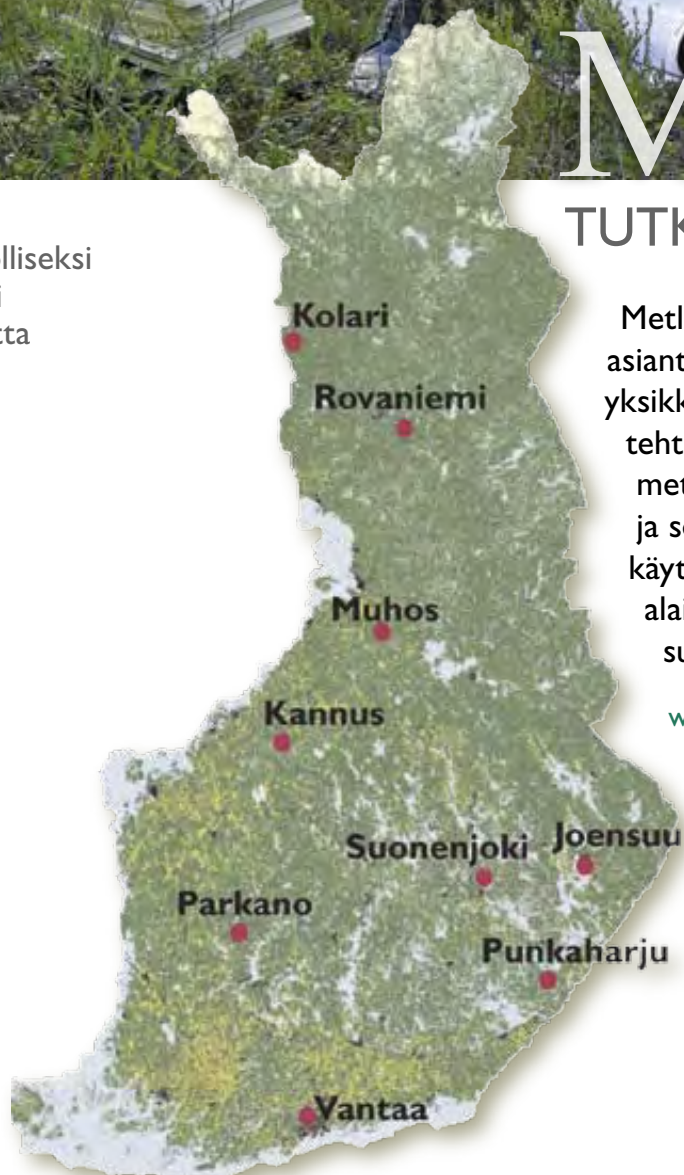 M
TUTK
lliseksi
i
tta
Kolari
Rovaniemi
Muhos
Kannus
Suonenjoki
Joensuu
Parkano
Punkaharju
Vantaa
Metl
asiant
yksikk
teht
met
ja s
käyt
alai
su
w